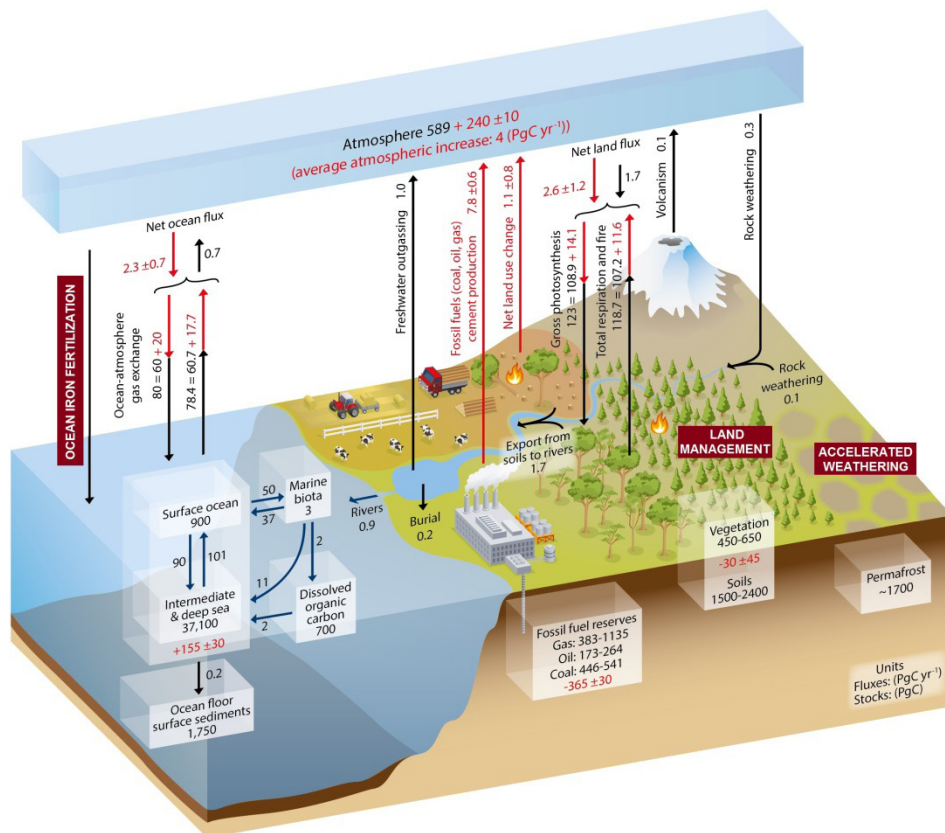 Atmosphere 589 + 240 ±10
(average atmospheric increase: 4 (PgC yr⁻¹))
Net ocean flux
2.3 ±0.7
0.7
OCEAN IRON FERTILIZATION
Ocean-atmosphere
gas exchange
80 = 60 + 20
78.4 = 60.7 + 17.7
Freshwater outgassing 1.0
Fossil fuels (coal, oil, gas)
cement production 7.8 ±0.6
Net land use change 1.1 ±0.8
Net land flux
2.6 ±1.2
1.7
Gross photosynthesis
123 = 108.9 + 14.1
Total respiration and fire
118.7 = 107.2 + 11.6
Volcanism 0.1
Rock weathering 0.3
Rock
weathering
0.1
Export from
soils to rivers
1.7
LAND
MANAGEMENT
ACCELERATED
WEATHERING
Surface ocean
900
50
37
Marine
biota
3
Rivers
0.9
Burial
0.2
90
101
11
2
2
Intermediate
& deep sea
37,100
+155 ±30
Dissolved
organic
carbon
700
0.2
Ocean floor
surface sediments
1,750
Fossil fuel reserves
Gas: 383-1135
Oil: 173-264
Coal: 446-541
-365 ±30
Vegetation
450-650
-30 ±45
Soils
1500-2400
Permafrost
~1700
Units
Fluxes: (PgC yr⁻¹)
Stocks: (PgC)